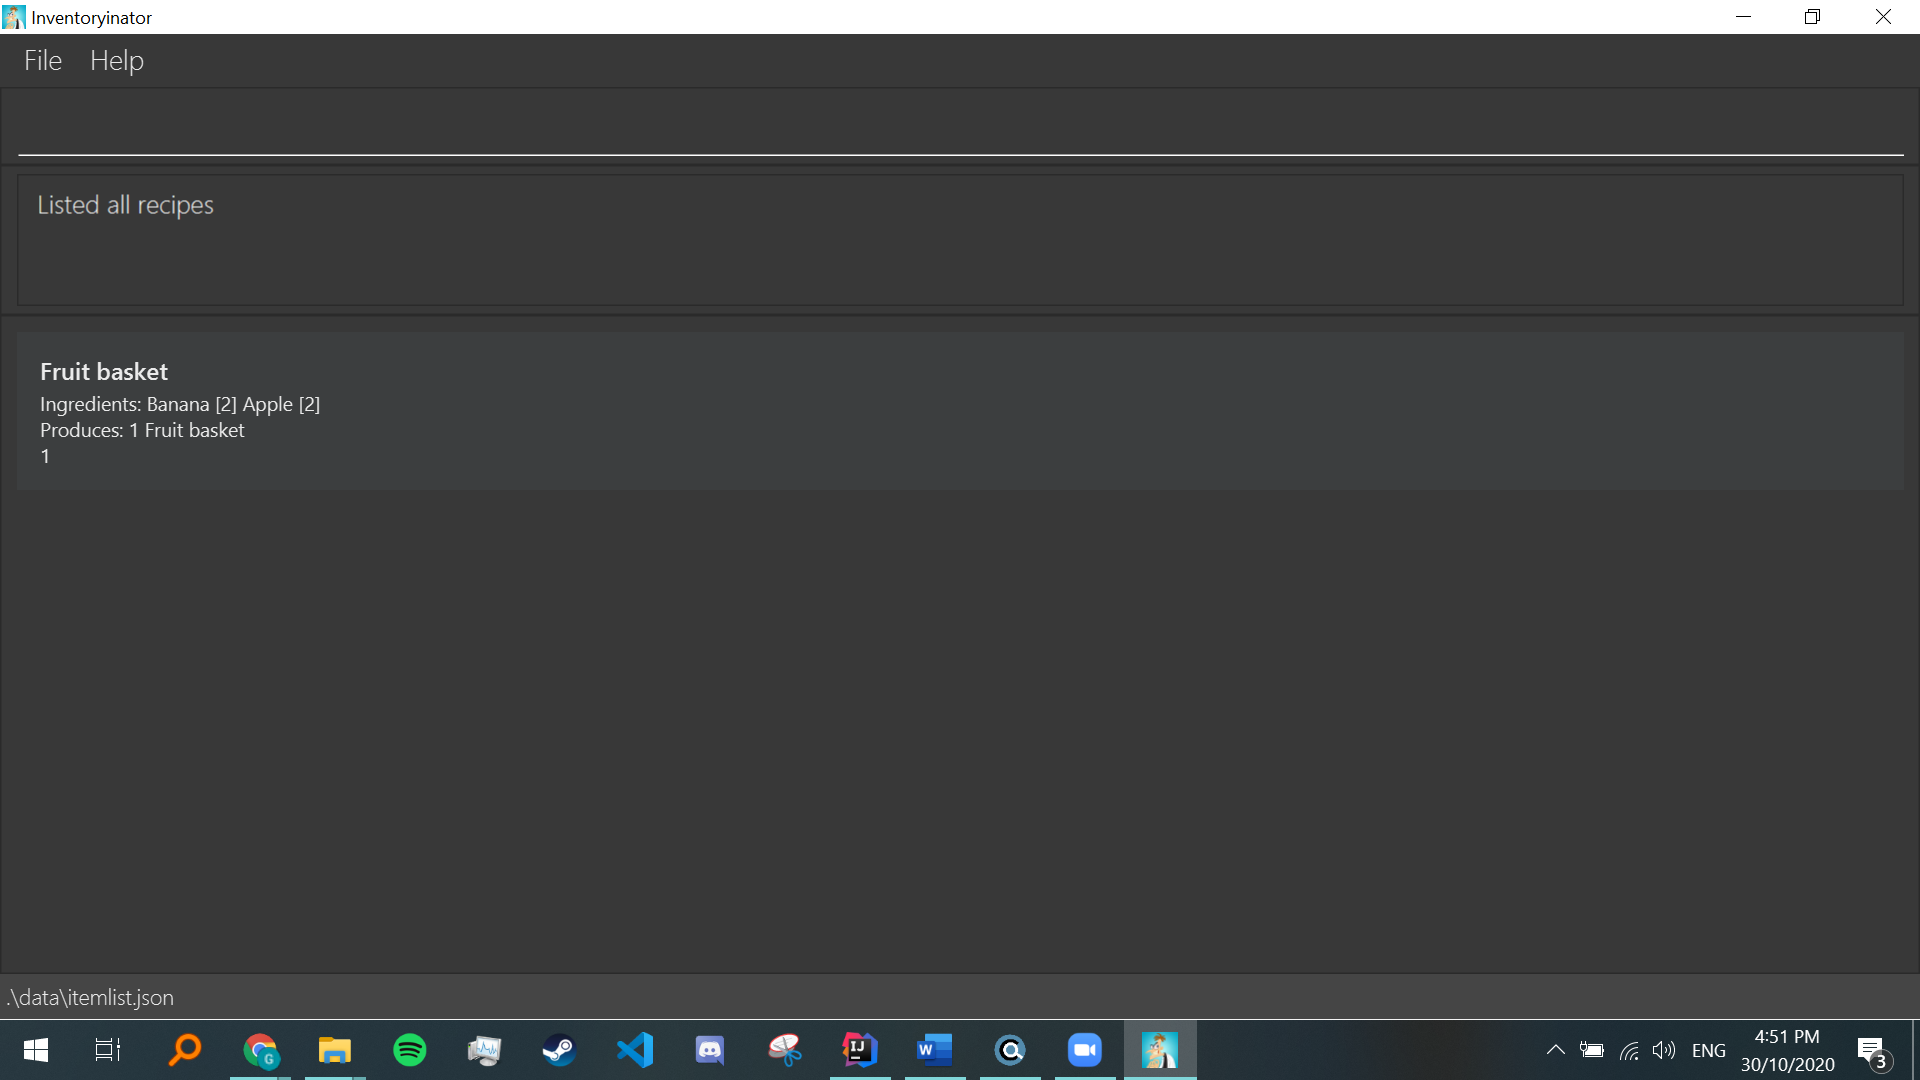 Inventoryinator
File Help
Listed all recipes
Fruit basket
Ingredients: Banana [2] Apple [2]
Produces: 1 Fruit basket
1
.\data\itemlist.json
G
IJ
W
ENG
4:51 PM
30/10/2020
3